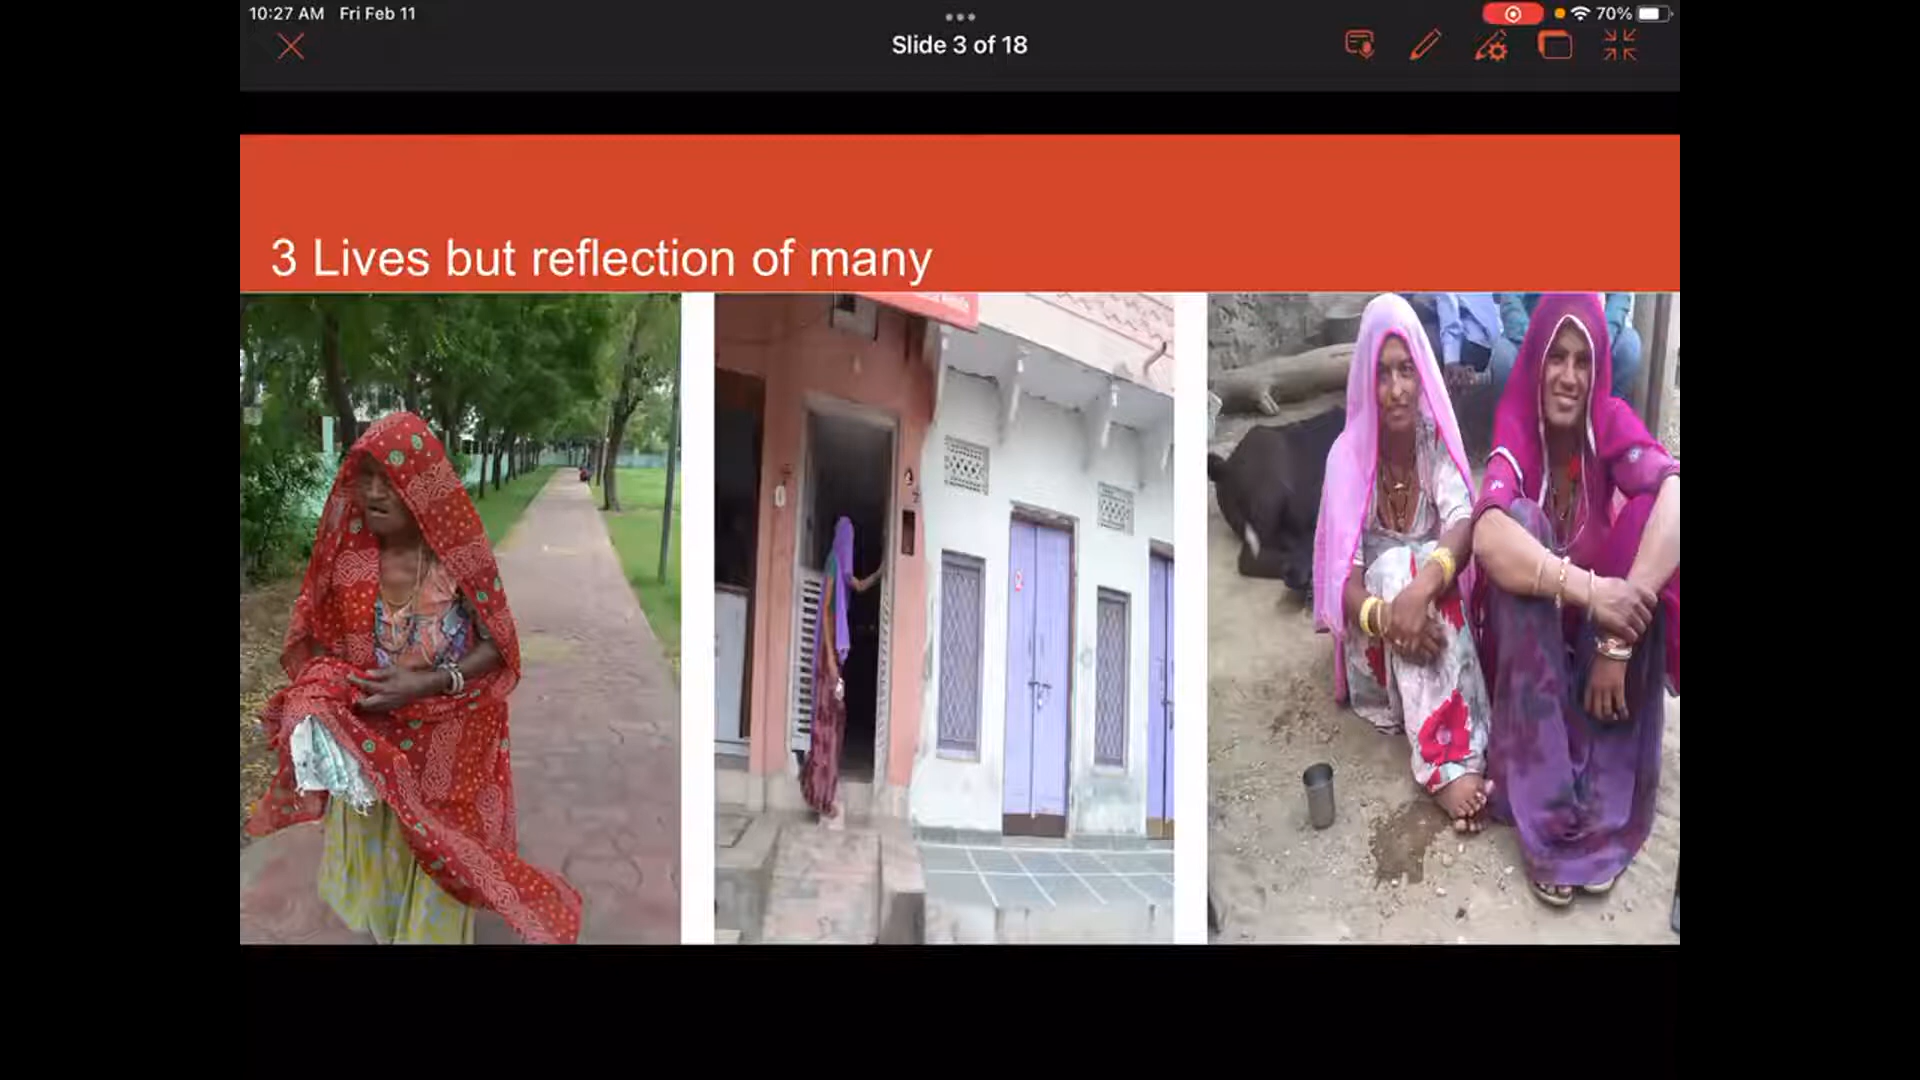 10:27 AM Fri Feb 11
70%
Slide 3 of 18
3 Lives but reflection of many